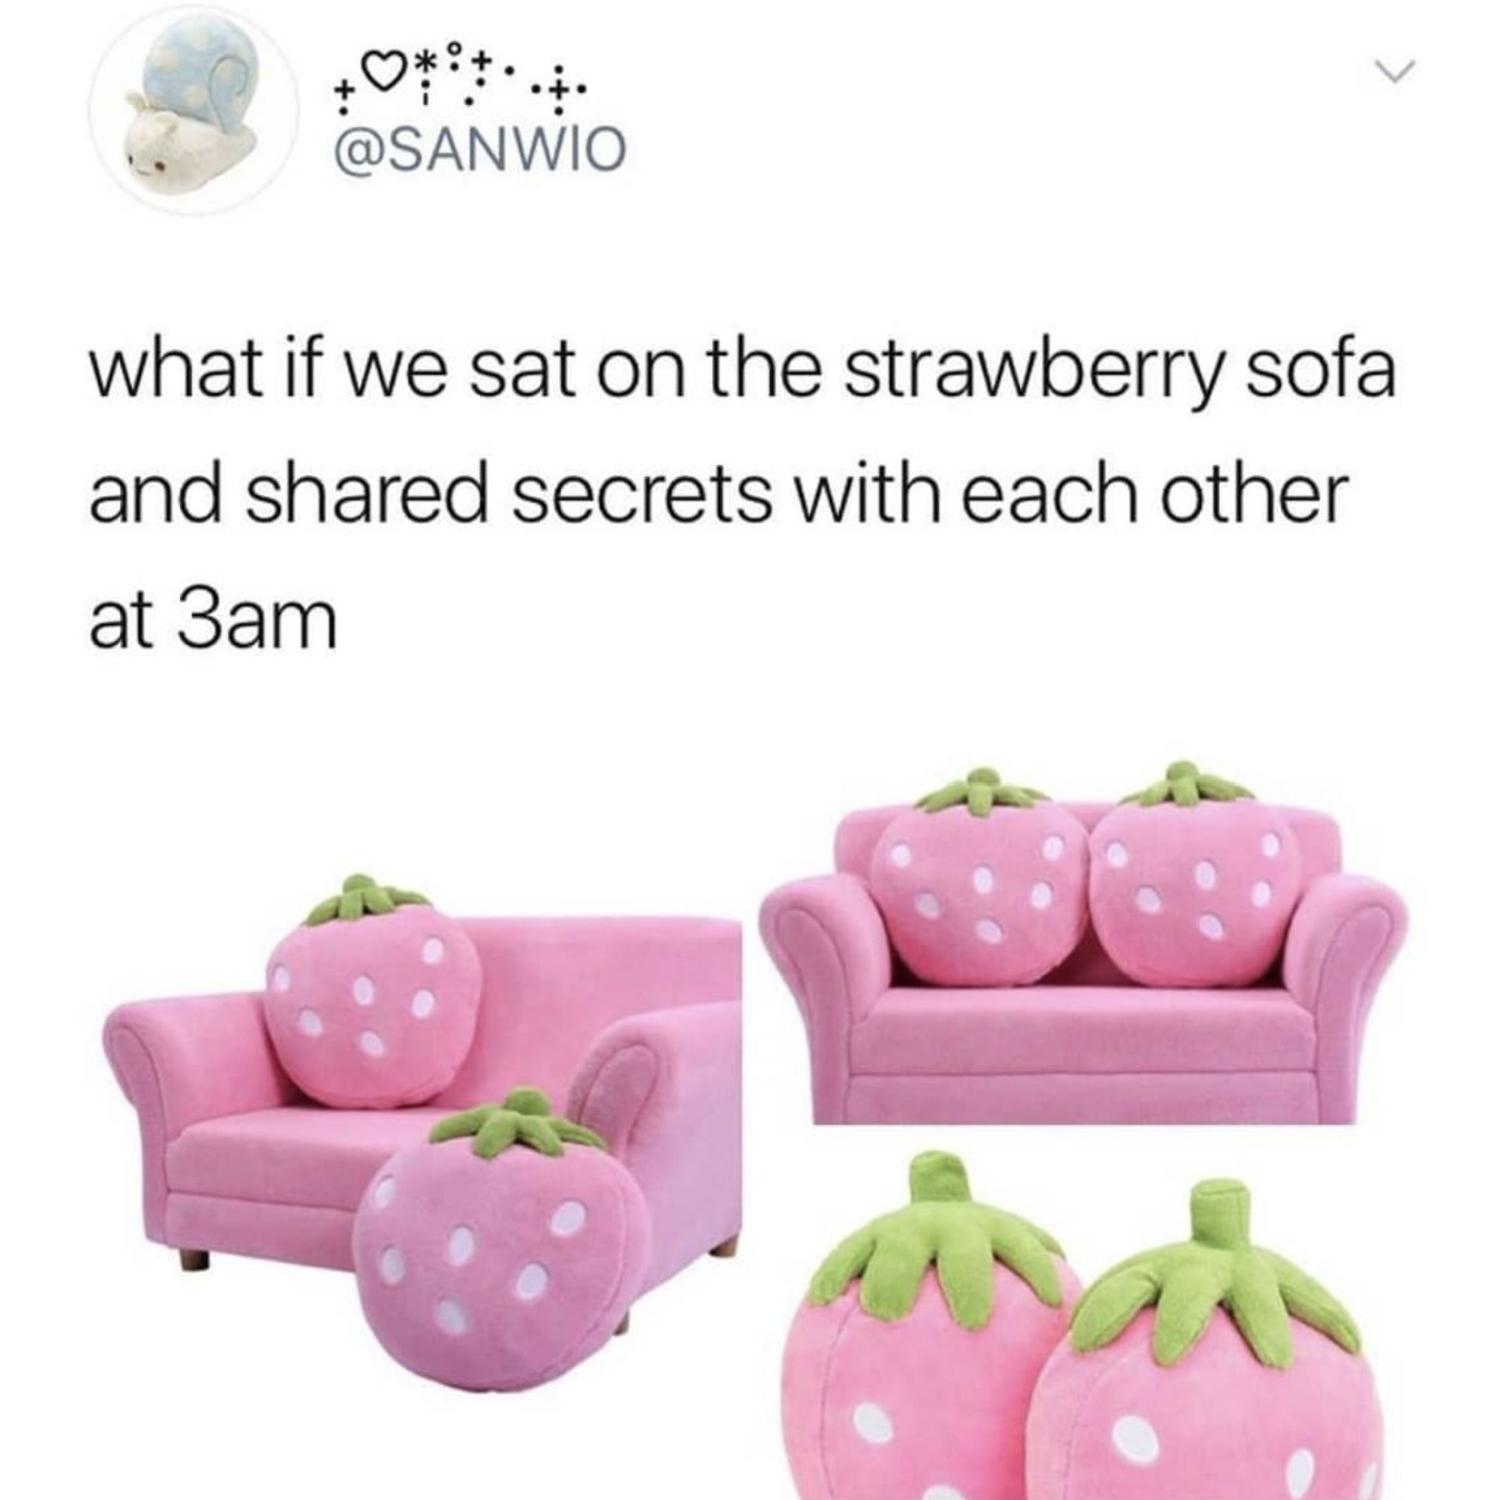 @SANWIO
what if we sat on the strawberry sofa
and shared secrets with each other
at 3am